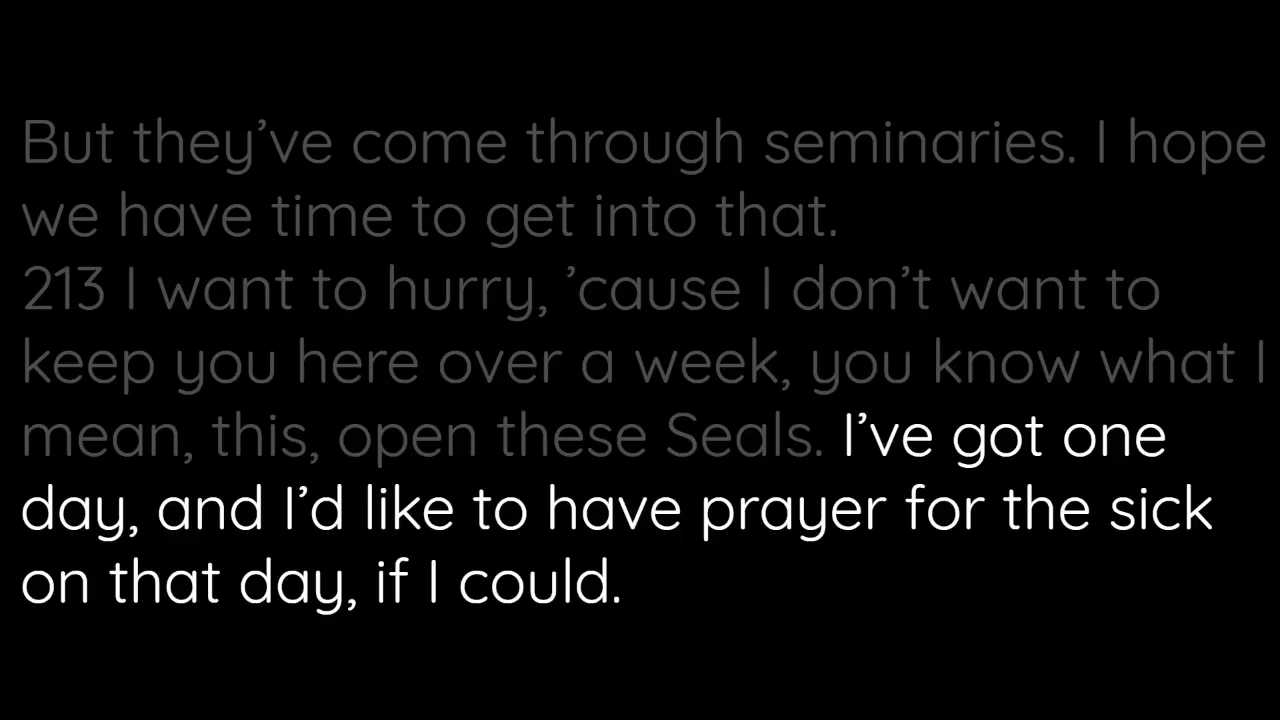 But they’ve come through seminaries. I hope
we have time to get into that.
213 I want to hurry, ’cause I don’t want to
keep you here over a week, you know what I
mean, this, open these Seals. I’ve got one
day, and I’d like to have prayer for the sick
on that day, if I could.